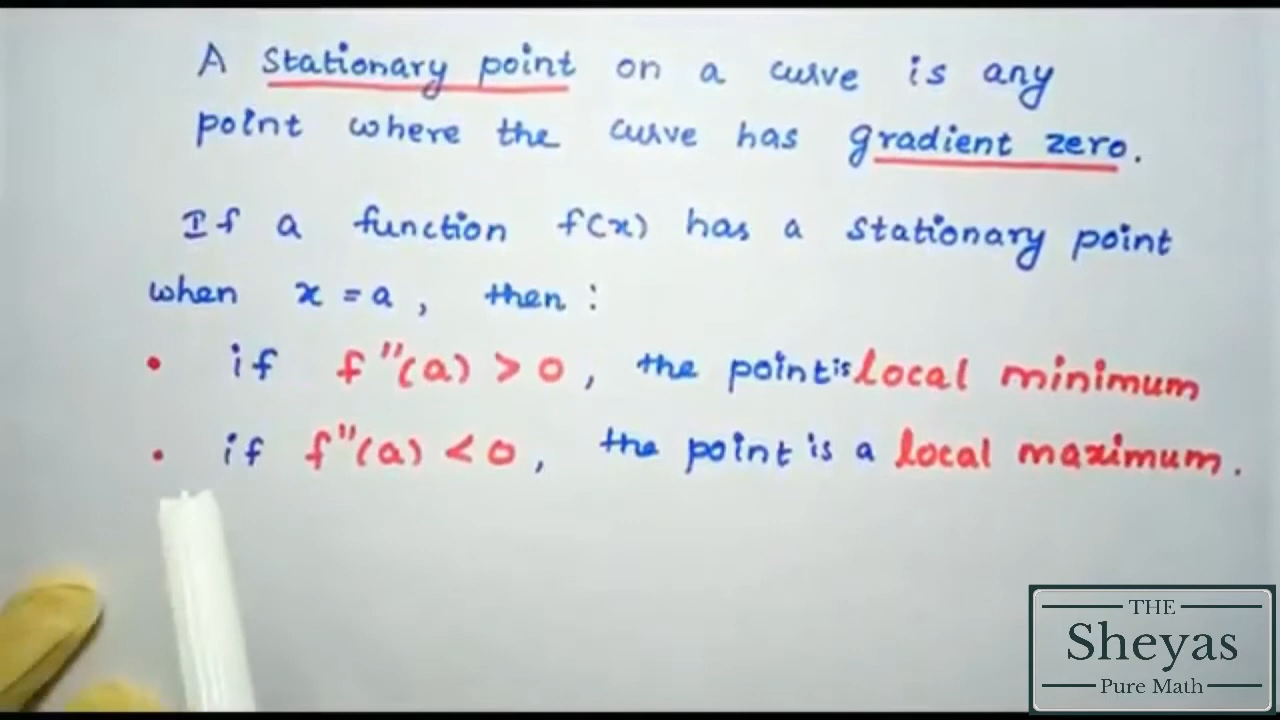 A Stationary point on a curve is any
point where the curve has gradient zero.
If a function f(x) has a stationary point
when x = a , then :
• if f"(a) > 0 , the point is local minimum
• if f"(a) < 0 , the point is a local maximum .
THE
Sheyas
Pure Math